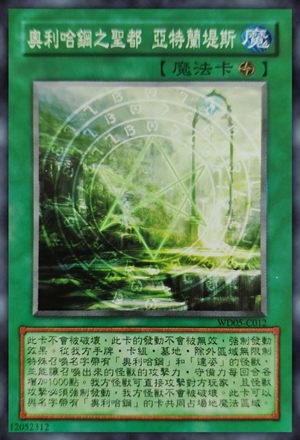 奧利哈鋼之聖都 亞特蘭堤斯 魔
【魔法卡】
WD05-C012
此卡不會被破壞，此卡的發動不會被無效，強制發動
效果。從我方手牌、卡組、墓地、除外區域無限制
特殊召喚名字帶有「奧利哈鋼」和「達姿」的怪獸，
並能讓召喚出來的怪獸的攻擊力，守備力每回合各
增加1000點。我方怪獸可直接攻擊對方玩家，且怪獸
攻擊必須強制發動，我方怪獸不會被破壞。此卡可以
與名字帶有「奧利哈鋼」的卡共同占場地魔法區域。
12052312